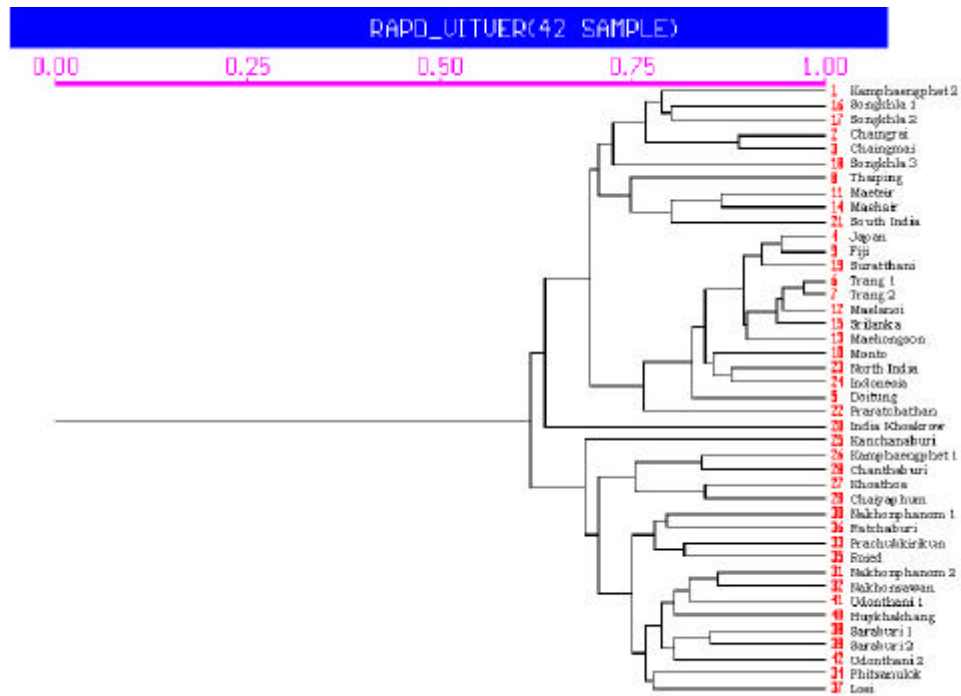 RAPD_VITVER(42 SAMPLE)
0.00 0.25 0.50 0.75 1.00
1 Kamphaengphet 2
16 Songkhla 1
17 Songkhla 2
2 Chaingrai
3 Chaingmai
18 Songkhla 3
8 Thaiping
11 Maeteir
14 Maehair
21 South India
4 Japan
9 Fiji
19 Suratthani
6 Trang 1
7 Trang 2
12 Maelanoi
15 Srilanka
13 Maehongson
10 Monto
23 North India
24 Indonesia
5 Doitung
22 Praratchathan
20 India Khoakrow
25 Kanchanaburi
26 Kamphaengphet 1
28 Chanthaburi
27 Khoathoa
29 Chaiyaphum
30 Nakhonphanom 1
36 Ratchaburi
33 Prachubkirikun
35 Roied
31 Nakhonphanom 2
32 Nakhonsawan
41 Udonthani 1
40 Huykhakhang
38 Saraburi 1
39 Saraburi 2
42 Udonthani 2
34 Phitsanulok
37 Loei